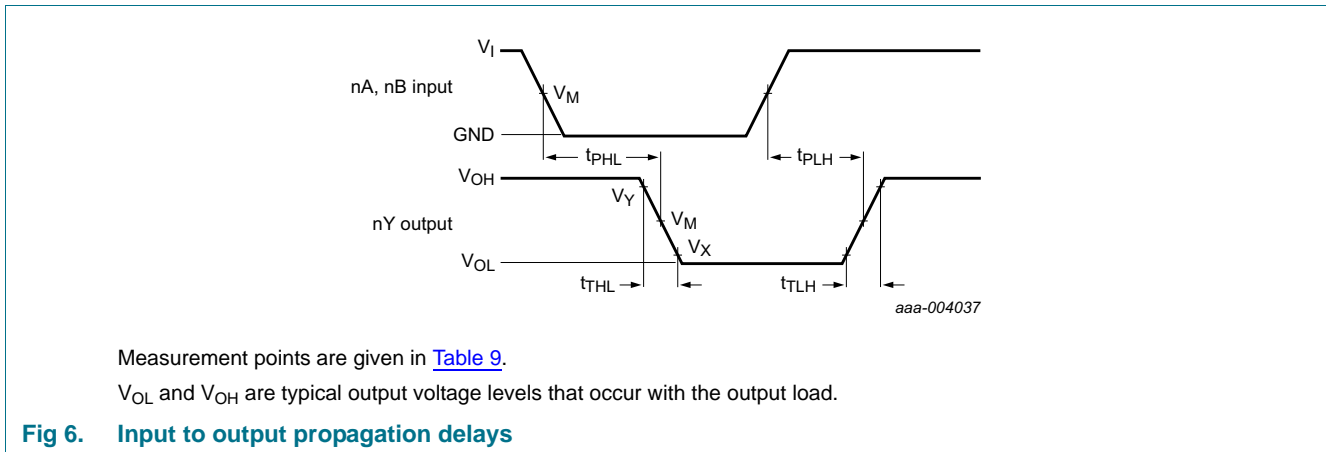 V_I
nA, nB input
V_M
GND
t_PHL
t_PLH
V_OH
V_Y
nY output
V_M
V_X
V_OL
t_THL
t_TLH
aaa-004037
Measurement points are given in Table 9.
V_OL and V_OH are typical output voltage levels that occur with the output load.
Fig 6. Input to output propagation delays